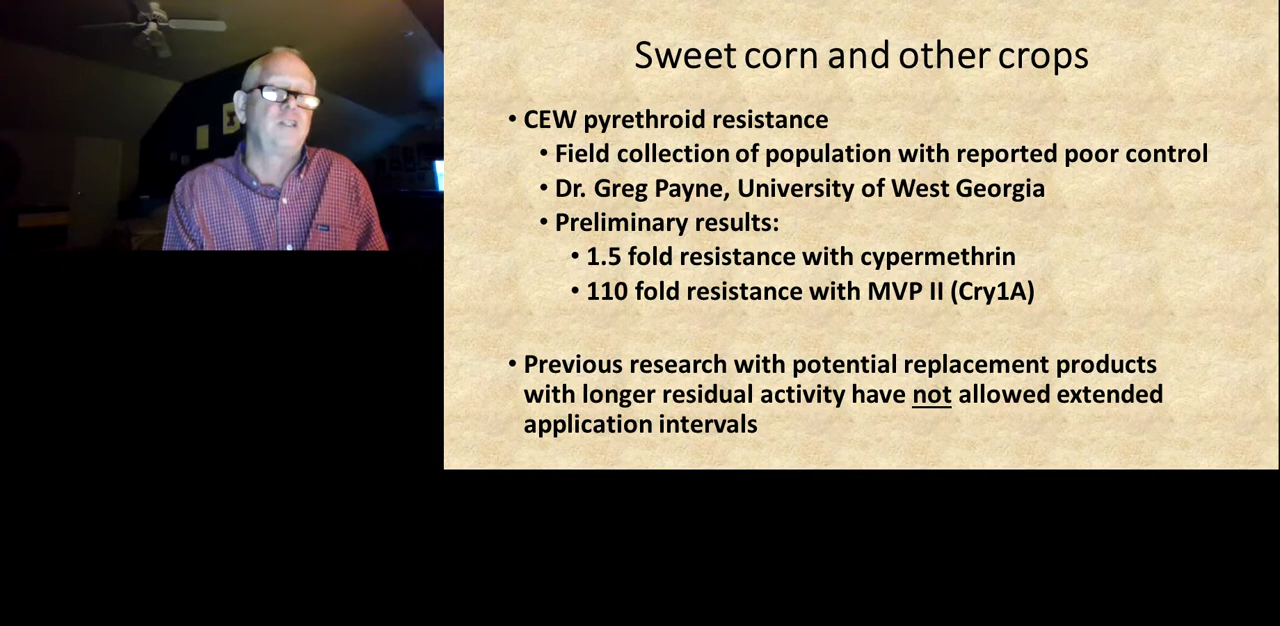 Sweet corn and other crops
• CEW pyrethroid resistance
• Field collection of population with reported poor control
• Dr. Greg Payne, University of West Georgia
• Preliminary results:
• 1.5 fold resistance with cypermethrin
• 110 fold resistance with MVP II (Cry1A)
• Previous research with potential replacement products
with longer residual activity have not allowed extended
application intervals